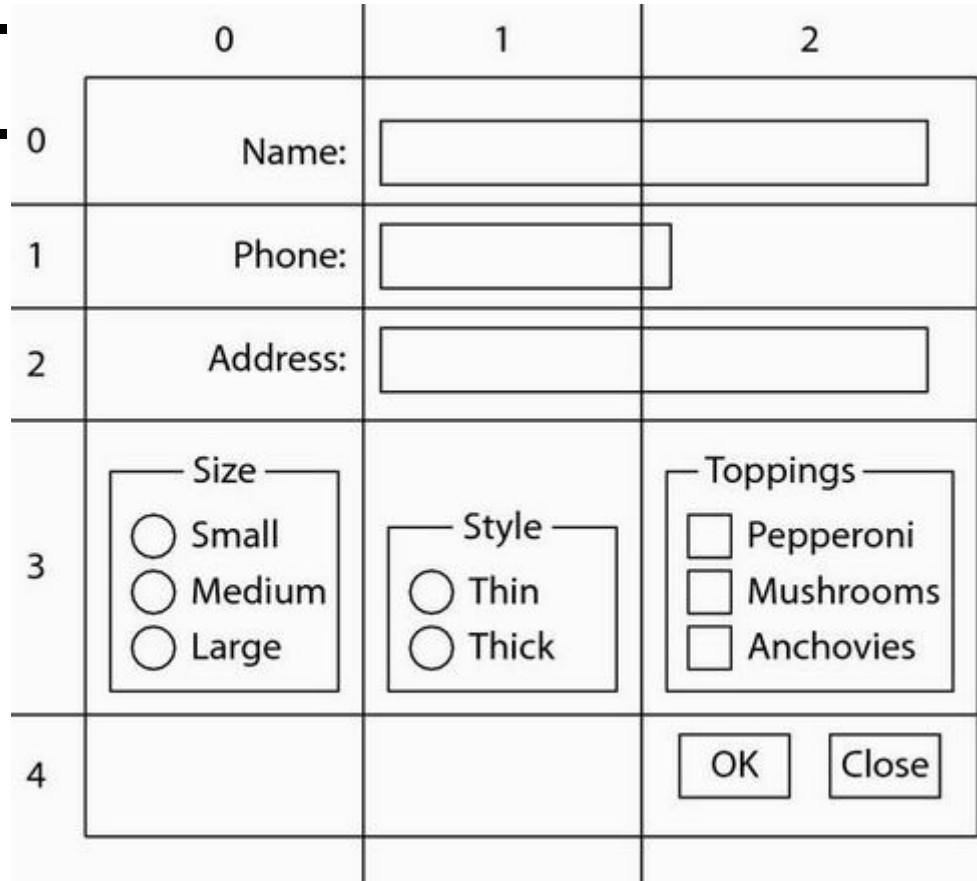 0 1 2
0 Name:
1 Phone:
2 Address:
Size
Small
Medium
Large
3
Style
Thin
Thick
Toppings
Pepperoni
Mushrooms
Anchovies
4 OK Close